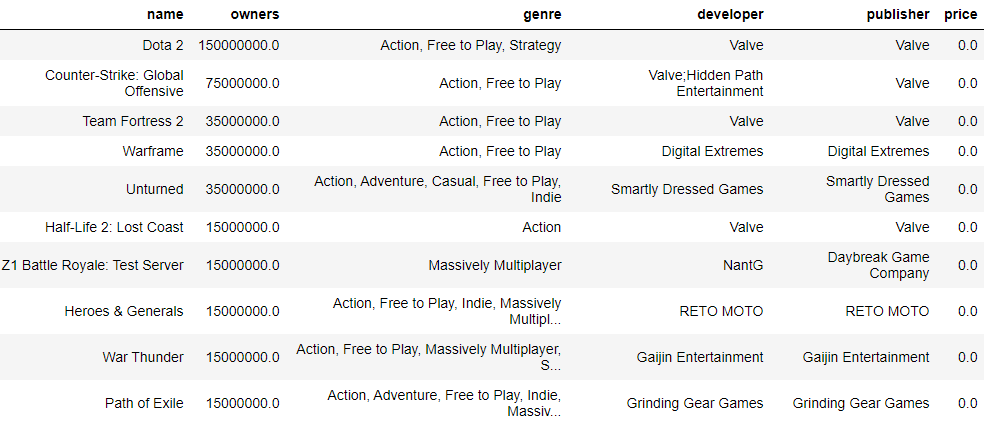 name owners genre developer publisher price
Dota 2 150000000.0 Action, Free to Play, Strategy Valve Valve 0.0
Counter-Strike: Global Offensive 75000000.0 Action, Free to Play Valve;Hidden Path Entertainment Valve 0.0
Team Fortress 2 35000000.0 Action, Free to Play Valve Valve 0.0
Warframe 35000000.0 Action, Free to Play Digital Extremes Digital Extremes 0.0
Unturned 35000000.0 Action, Adventure, Casual, Free to Play, Indie Smartly Dressed Games Smartly Dressed Games 0.0
Half-Life 2: Lost Coast 15000000.0 Action Valve Valve 0.0
Z1 Battle Royale: Test Server 15000000.0 Massively Multiplayer NantG Daybreak Game Company 0.0
Heroes & Generals 15000000.0 Action, Free to Play, Indie, Massively Multipl... RETO MOTO RETO MOTO 0.0
War Thunder 15000000.0 Action, Free to Play, Massively Multiplayer, S... Gaijin Entertainment Gaijin Entertainment 0.0
Path of Exile 15000000.0 Action, Adventure, Free to Play, Indie, Massiv... Grinding Gear Games Grinding Gear Games 0.0